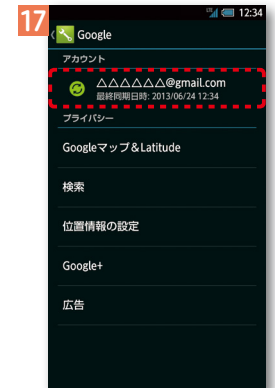 17
12:34
Google
アカウント
△△△△△△@gmail.com
最終同期日時: 2013/06/24 12:34
プライバシー
Googleマップ＆Latitude
検索
位置情報の設定
Google+
広告